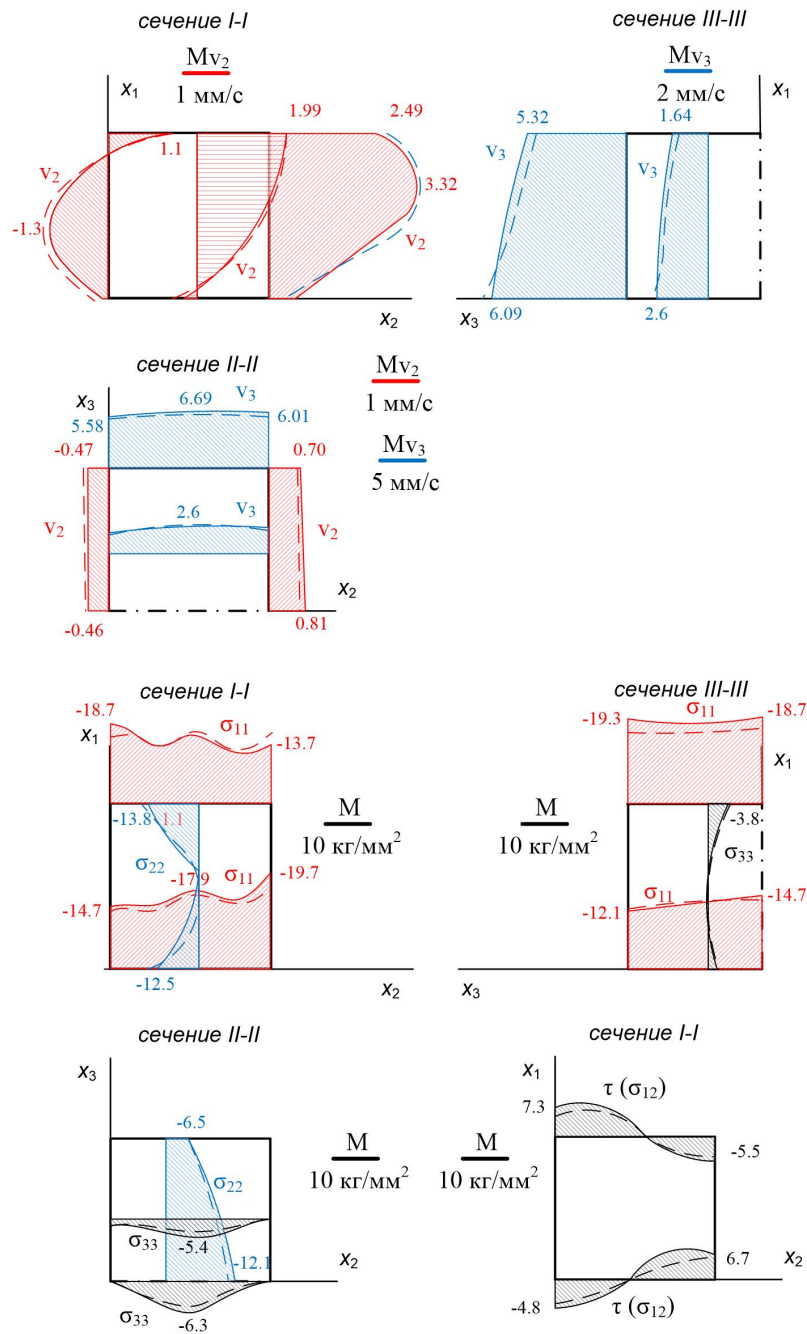 сечение I-I
Mv₂
1 мм/с
x₁
1.99
2.49
1.1
v₂
3.32
-1.3
v₂
v₂
x₂
сечение III-III
Mv₃
2 мм/с
x₁
5.32
1.64
v₃
v₃
x₃
6.09
2.6
сечение II-II
Mv₂
1 мм/с
Mv₃
5 мм/с
x₃
6.69
v₃
5.58
6.01
-0.47
0.70
2.6
v₃
v₂
v₂
x₂
-0.46
0.81
сечение I-I
-18.7
x₁
σ₁₁
-13.7
-13.8
-1.1
M
10 кг/мм²
σ₂₂
-17.9
σ₁₁
-19.7
-14.7
-12.5
x₂
сечение III-III
-19.3
σ₁₁
-18.7
x₁
M
10 кг/мм²
-3.8
σ₃₃
σ₁₁
-14.7
-12.1
x₃
сечение II-II
x₃
-6.5
M
10 кг/мм²
σ₂₂
σ₃₃
-5.4
-12.1
x₂
σ₃₃
-6.3
сечение I-I
x₁
τ (σ₁₂)
7.3
M
10 кг/мм²
-5.5
6.7
x₂
-4.8
τ (σ₁₂)